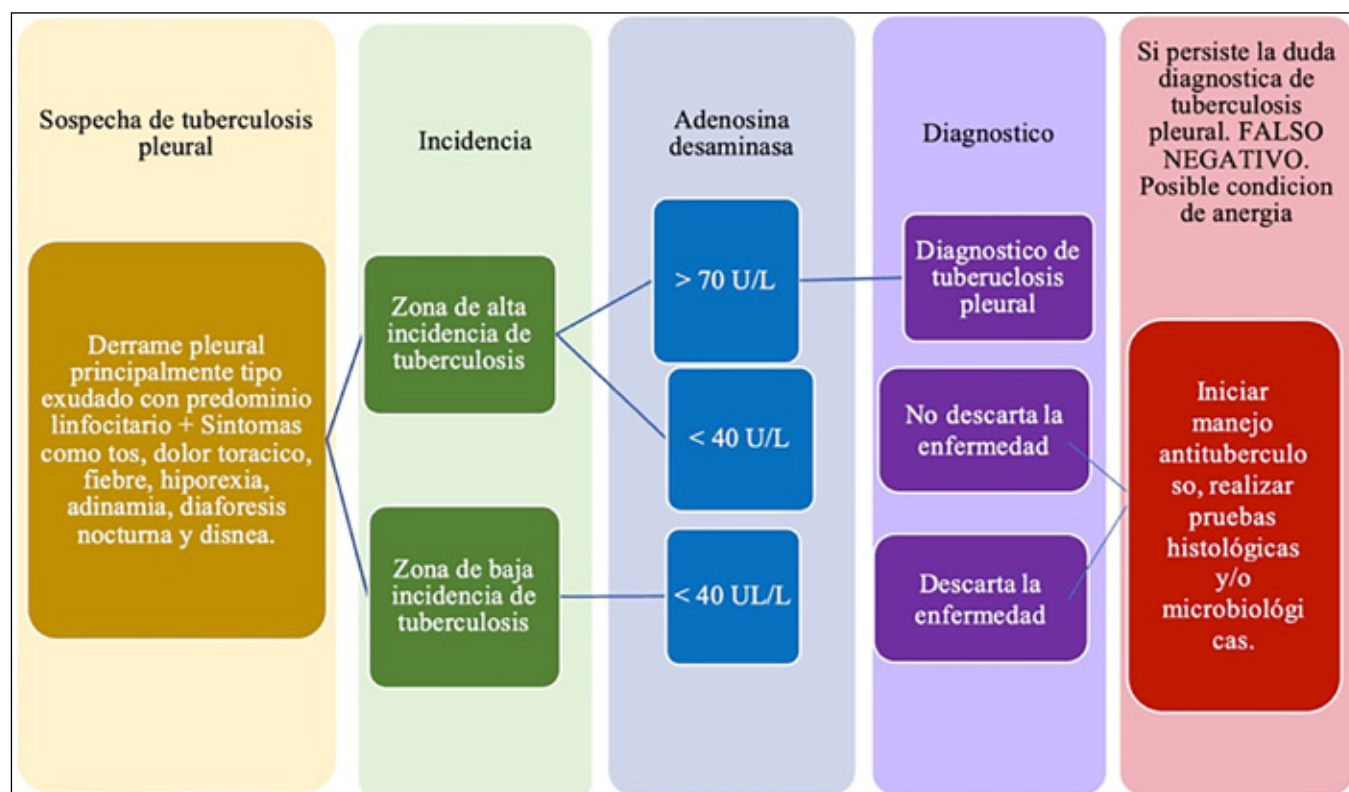 Sospecha de tuberculosis
pleural
Derrame pleural
principalmente tipo
exudado con predominio
linfocitario + Sintomas
como tos, dolor toracico,
fiebre, hiporexia,
adinamia, diaforesis
nocturna y disnea.
Incidencia
Zona de alta
incidencia de
tuberculosis
Zona de baja
incidencia de
tuberculosis
Adenosina
desaminasa
> 70 U/L
< 40 U/L
< 40 UL/L
Diagnostico
Diagnostico de
tuberuclosis
pleural
No descarta la
enfermedad
Descarta la
enfermedad
Si persiste la duda
diagnostica de
tuberculosis
pleural. FALSO
NEGATIVO.
Posible condicion
de anergia
Iniciar
manejo
antituberculo
so, realizar
pruebas
histológicas
y/o
microbiológi
cas.